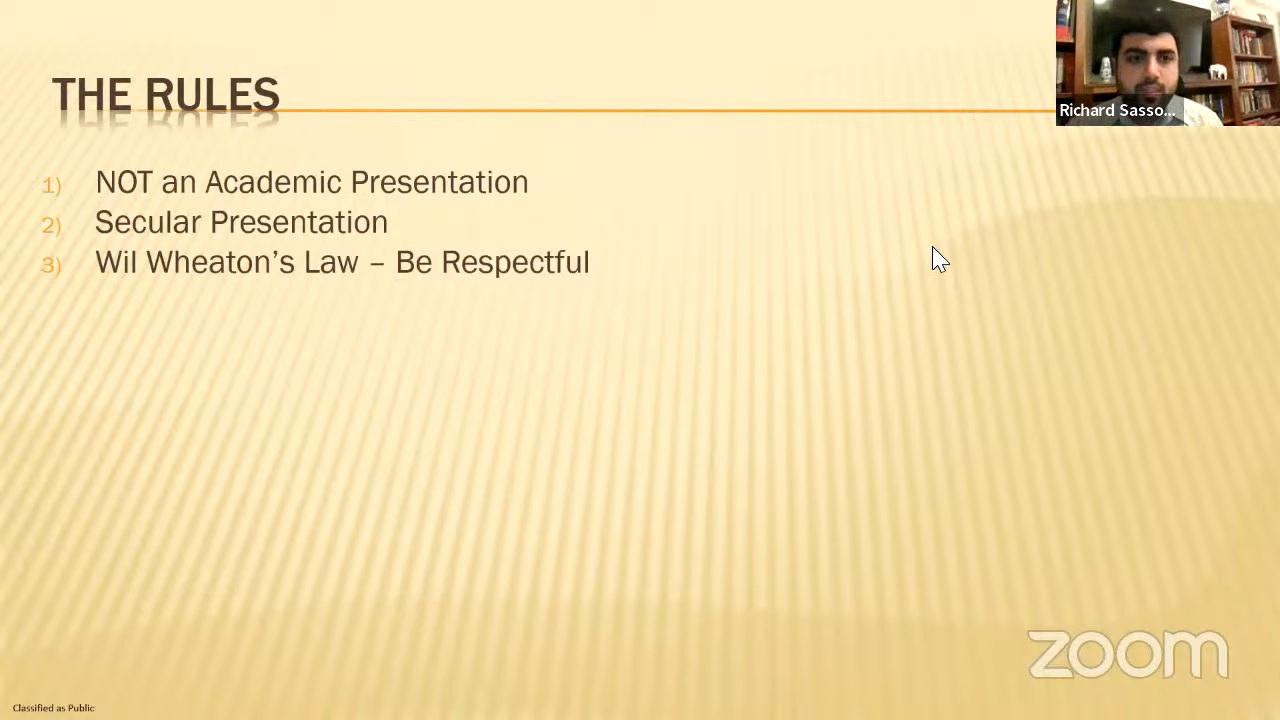 THE RULES
Richard Sasso...
1) NOT an Academic Presentation
2) Secular Presentation
3) Wil Wheaton’s Law – Be Respectful
zoom
Classified as Public